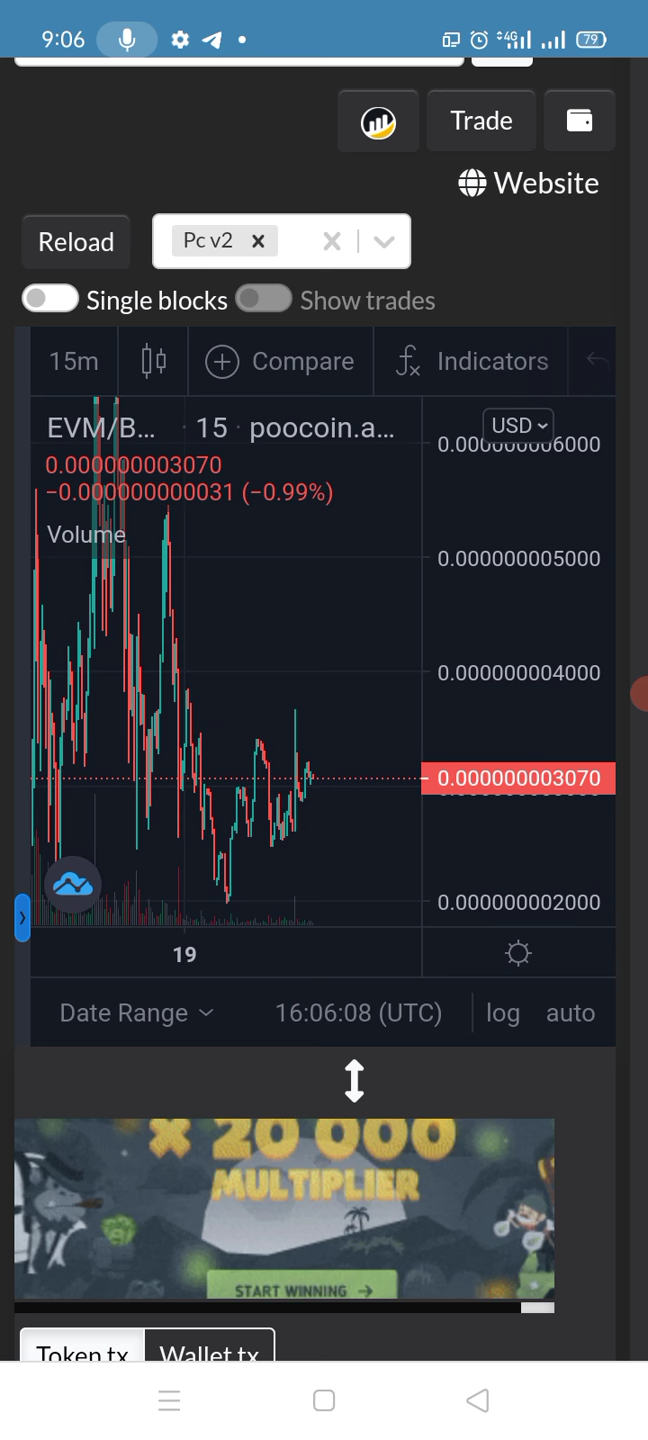 9:06
4G
79
Trade
Website
Reload
Pc v2
Single blocks
Show trades
15m
Compare
Indicators
EVM/B... · 15 · poocoin.a...
USD
0.000000006000
0.000000003070
−0.000000000031 (−0.99%)
Volume
0.000000005000
0.000000004000
0.000000003070
0.000000002000
19
Date Range
16:06:08 (UTC)
log
auto
× 20 000
MULTIPLIER
START WINNING →
Token tx
Wallet tx